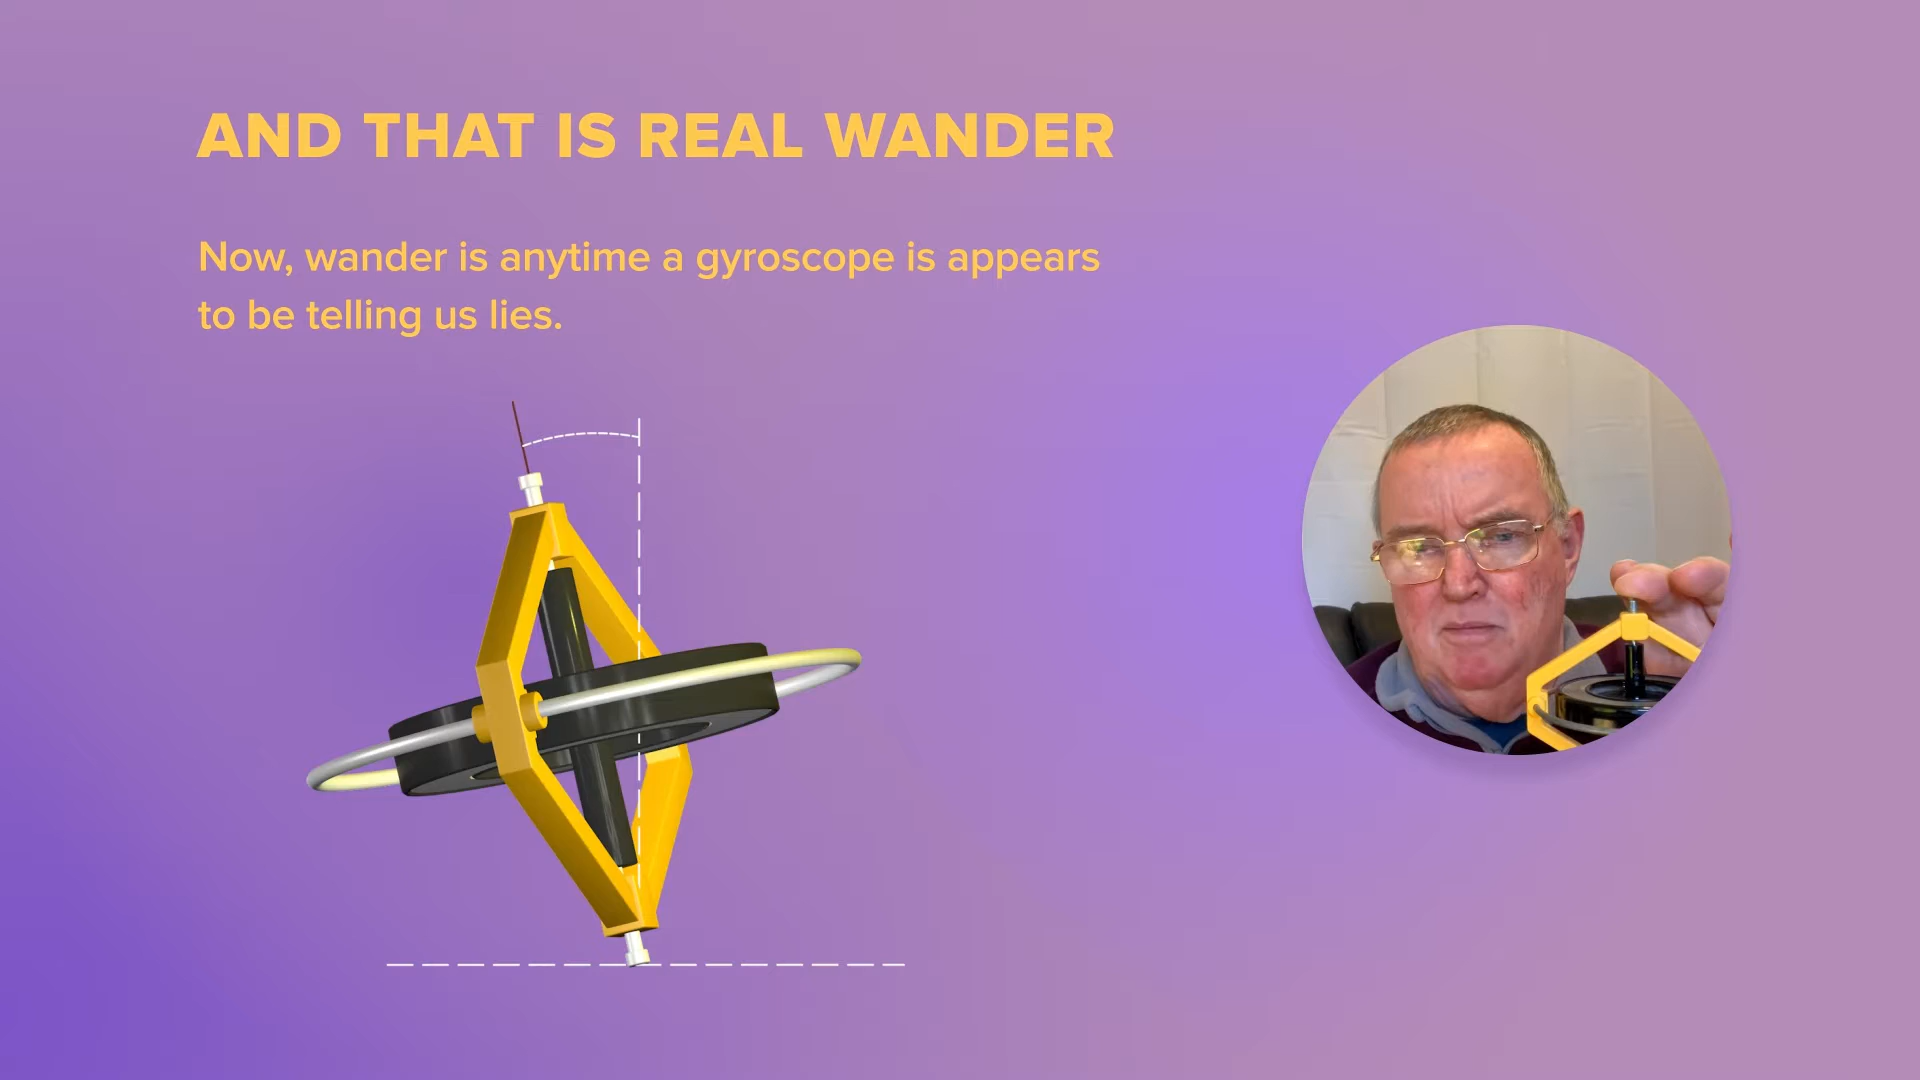 AND THAT IS REAL WANDER
Now, wander is anytime a gyroscope is appears
to be telling us lies.